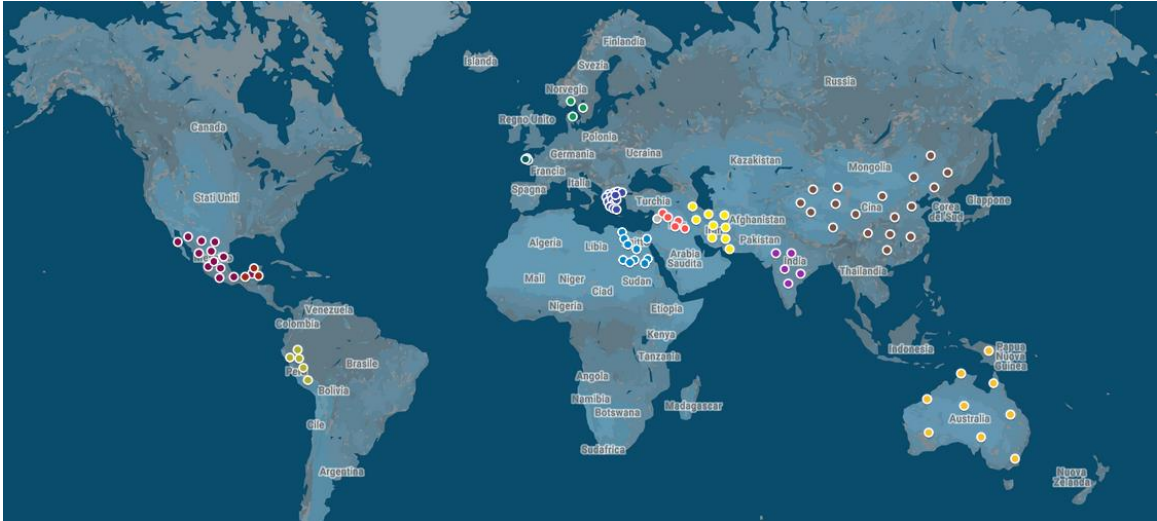 Finlandia
Islanda
Svezia
Russia
Norvegia
Regno Unito
Canada
Polonia
Germania
Ucraina
Kazakistan
Mongolia
Francia
Italia
Spagna
Stati Uniti
Turchia
Cina
Corea
del Sud
Giappone
Afghanistan
Algeria
Libia
Pakistan
Arabia
Saudita
India
Mali
Niger
Sudan
Ciad
Thailandia
Nigeria
Etiopia
Venezuela
Colombia
Kenya
Indonesia
Papua
Nuova
Guinea
Tanzania
Brasile
Bolivia
Angola
Namibia
Botswana
Madagascar
Australia
Cile
Sudafrica
Argentina
Nuova
Zelanda